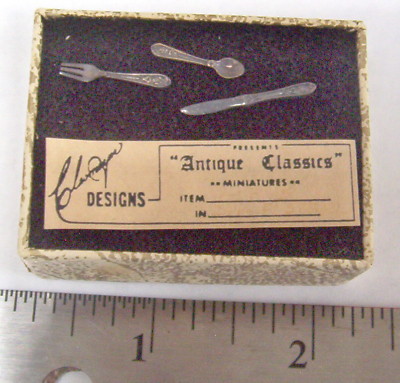 DESIGNS
PRESENTS
"Antique Classics"
••MINIATURES••
ITEM
IN
1
2